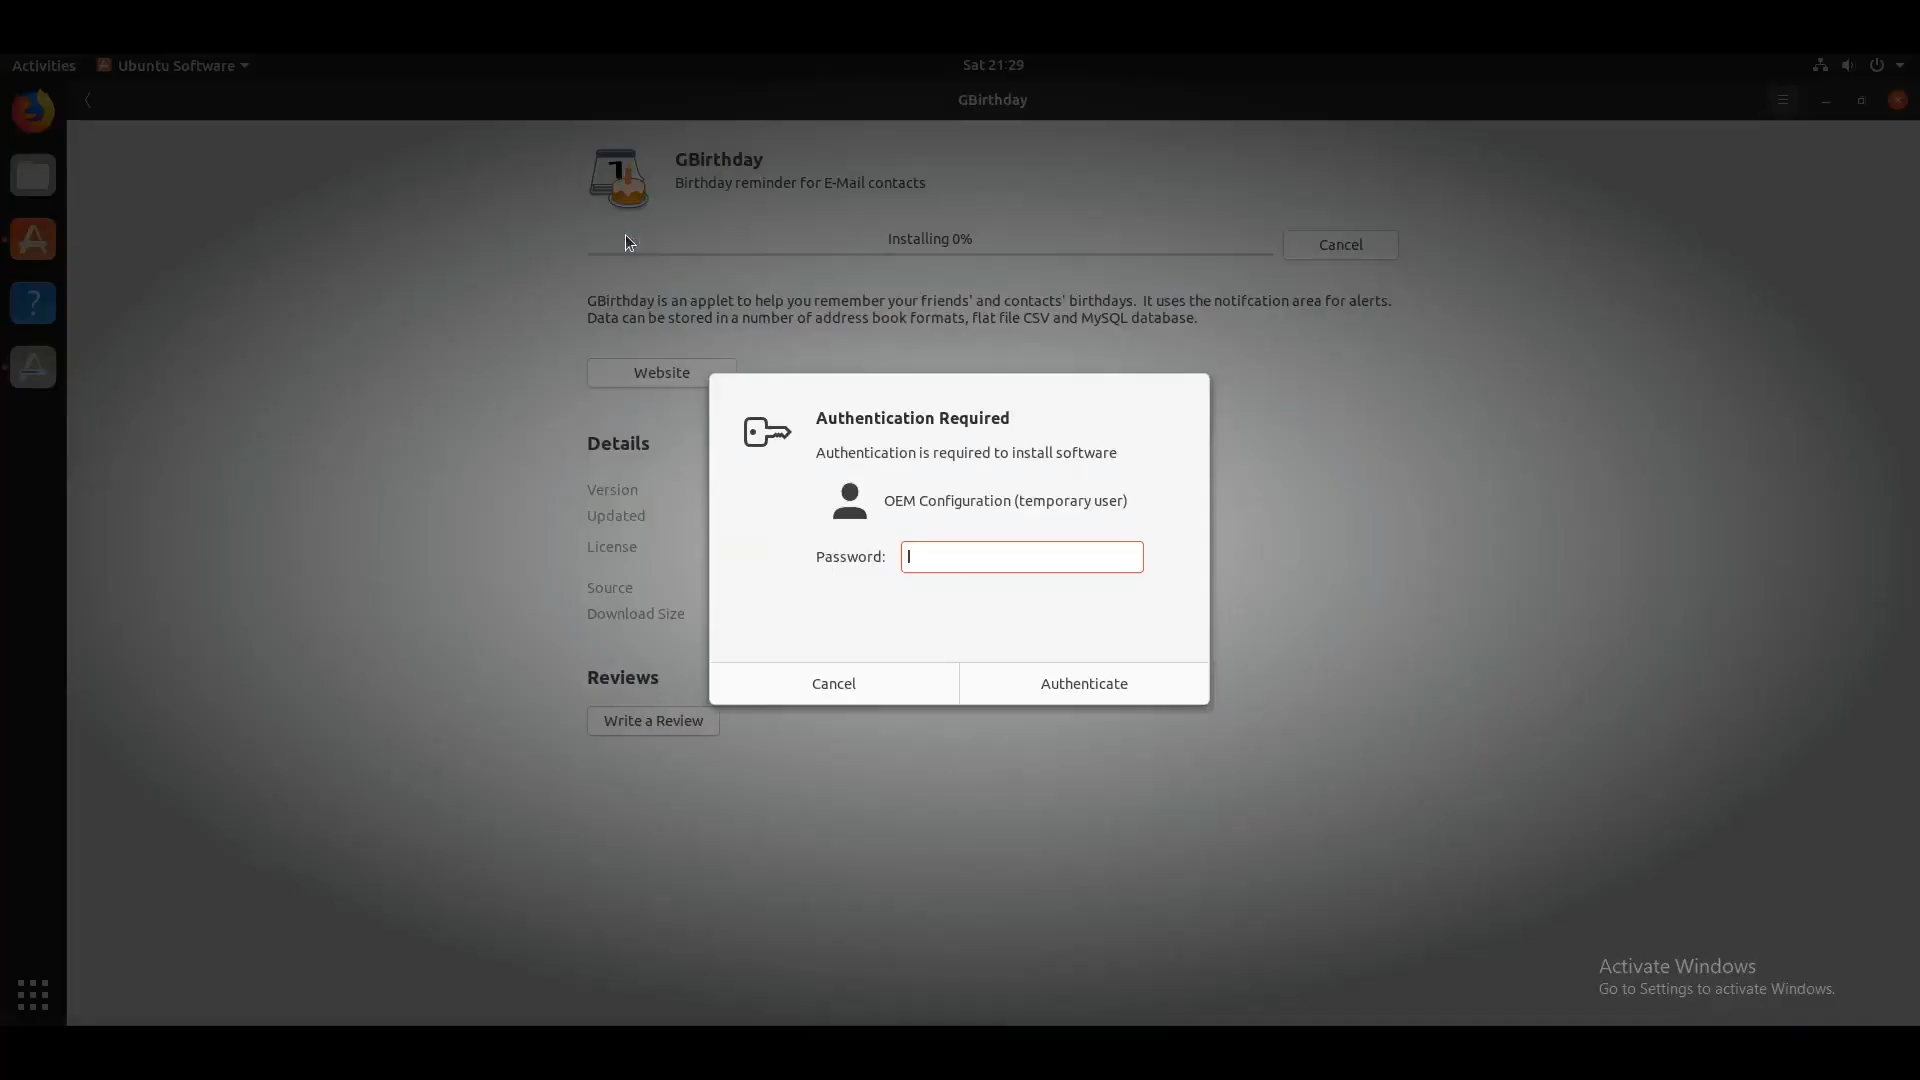 Activities
Ubuntu Software
Sat 21:29
GBirthday
GBirthday
Birthday reminder for E-Mail contacts
Installing 0%
Cancel
GBirthday is an applet to help you remember your friends' and contacts' birthdays. It uses the notifcation area for alerts.
Data can be stored in a number of address book formats, flat file CSV and MySQL database.
Website
Authentication Required
Authentication is required to install software
OEM Configuration (temporary user)
Password:
Cancel
Authenticate
Details
Version
Updated
License
Source
Download Size
Reviews
Write a Review
Activate Windows
Go to Settings to activate Windows.